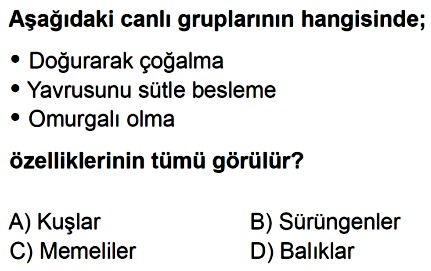 Aşağıdaki canlı gruplarının hangisinde;
• Doğurarak çoğalma
• Yavrusunu sütle besleme
• Omurgalı olma
özelliklerinin tümü görülür?
A) Kuşlar B) Sürüngenler
C) Memeliler D) Balıklar